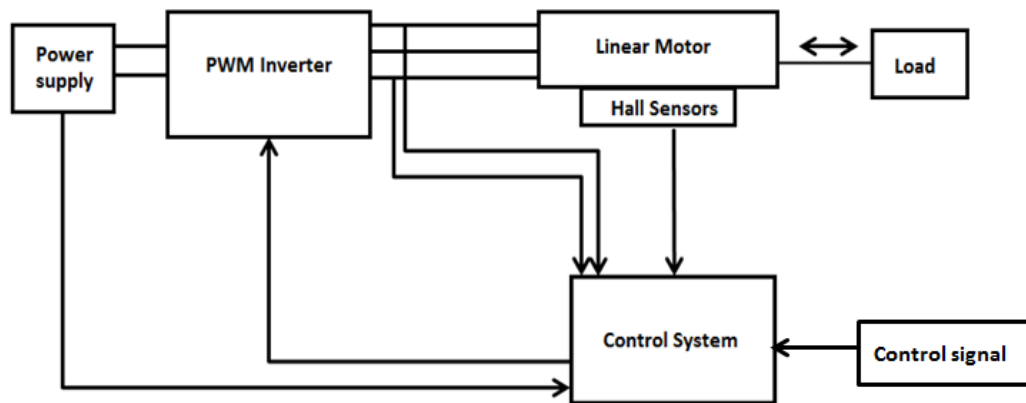 Power
supply
PWM Inverter
Linear Motor
Load
Hall Sensors
Control System
Control signal